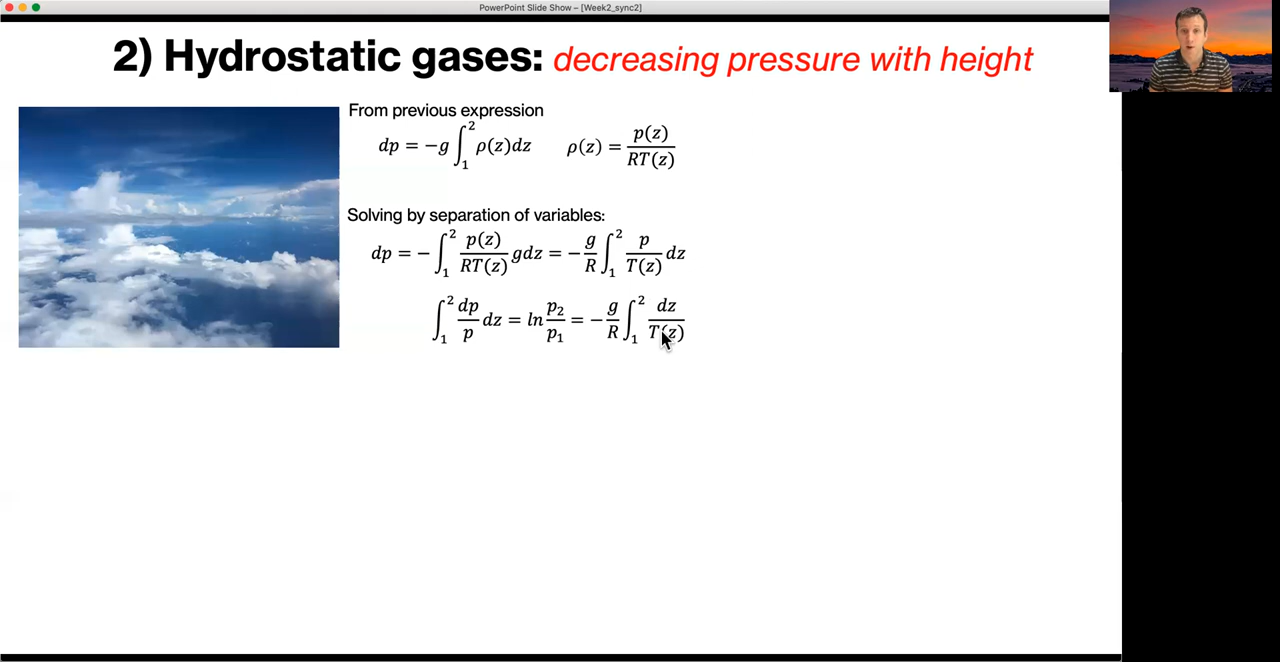 PowerPoint Slide Show – [Week2_sync2]
2) Hydrostatic gases: decreasing pressure with height
From previous expression
dp = −g ∫₁² ρ(z)dz    ρ(z) = p(z)/RT(z)
Solving by separation of variables:
dp = − ∫₁² p(z)/RT(z) gdz = − g/R ∫₁² p/T(z) dz
∫₁² dp/p dz = ln p₂/p₁ = − g/R ∫₁² dz/T(z)